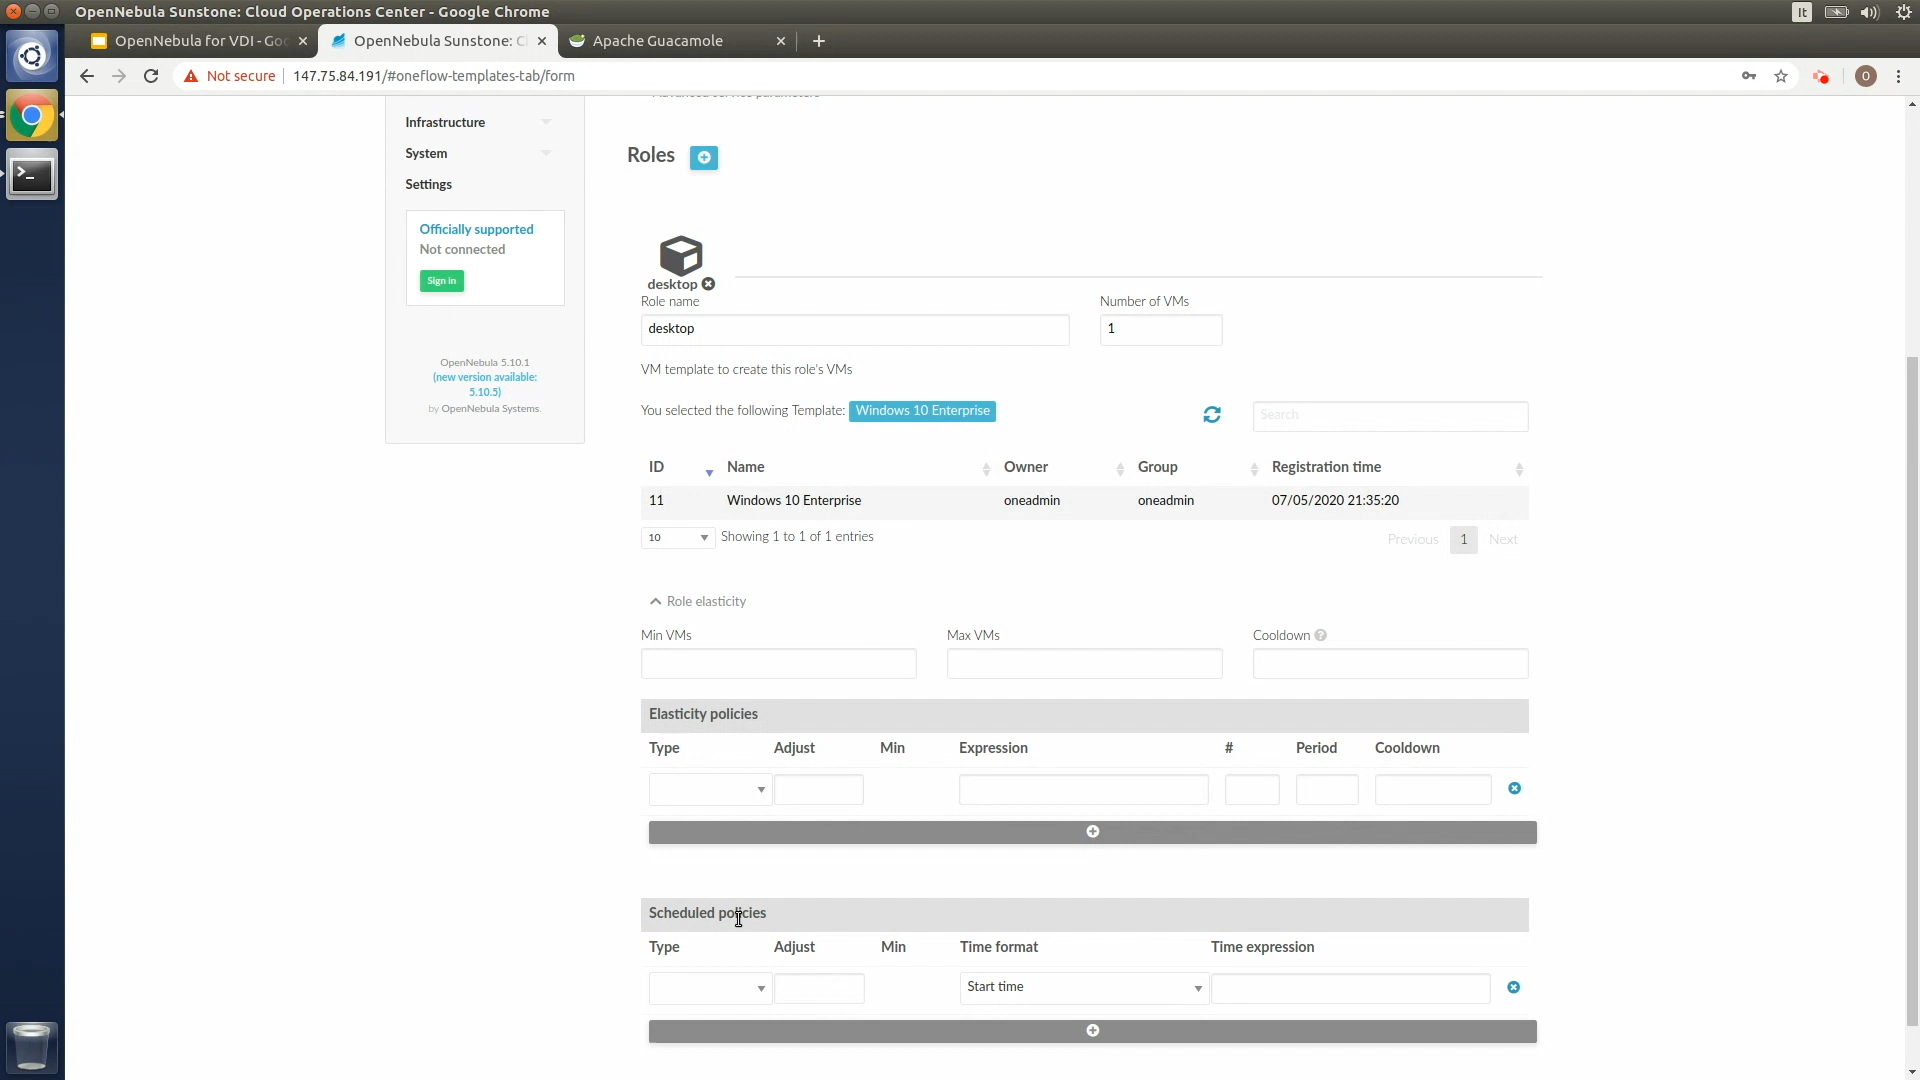 OpenNebula Sunstone: Cloud Operations Center - Google Chrome
It
OpenNebula for VDI - Goo
OpenNebula Sunstone: C
Apache Guacamole
Not secure
147.75.84.191/#oneflow-templates-tab/form
O
Infrastructure
System
Settings
Officially supported
Not connected
Sign in
OpenNebula 5.10.1
(new version available:
5.10.5)
by OpenNebula Systems.
Roles
desktop
Role name
Number of VMs
desktop
1
VM template to create this role's VMs
You selected the following Template: Windows 10 Enterprise
Search
ID Name Owner Group Registration time
11 Windows 10 Enterprise oneadmin oneadmin 07/05/2020 21:35:20
10 Showing 1 to 1 of 1 entries
Previous 1 Next
Role elasticity
Min VMs Max VMs Cooldown
Elasticity policies
Type Adjust Min Expression # Period Cooldown
Scheduled policies
Type Adjust Min Time format Time expression
Start time